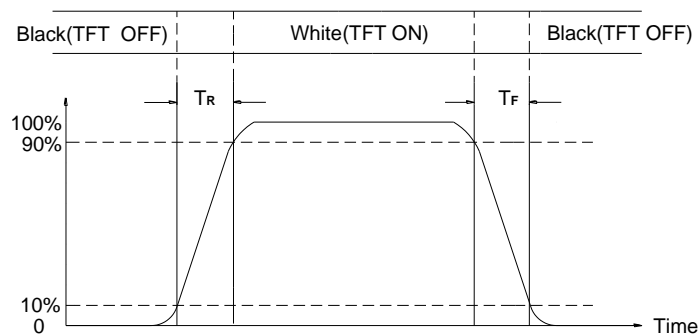 Black(TFT OFF) White(TFT ON) Black(TFT OFF)
TR TF
100%
90%
10%
0
Time